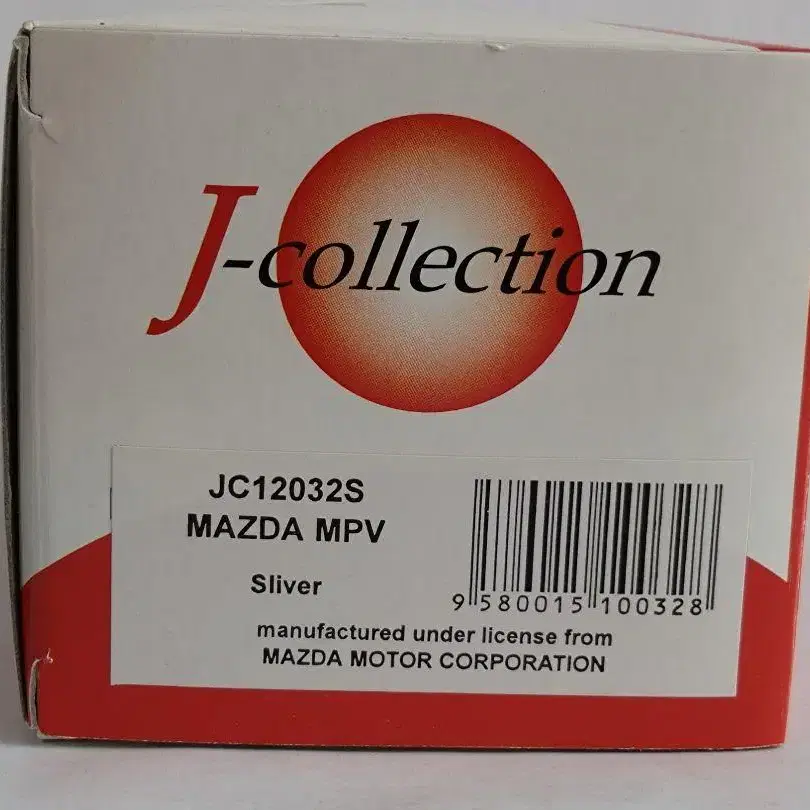 J-collection
JC12032S
MAZDA MPV
Sliver
9 580015 100328
manufactured under license from
MAZDA MOTOR CORPORATION